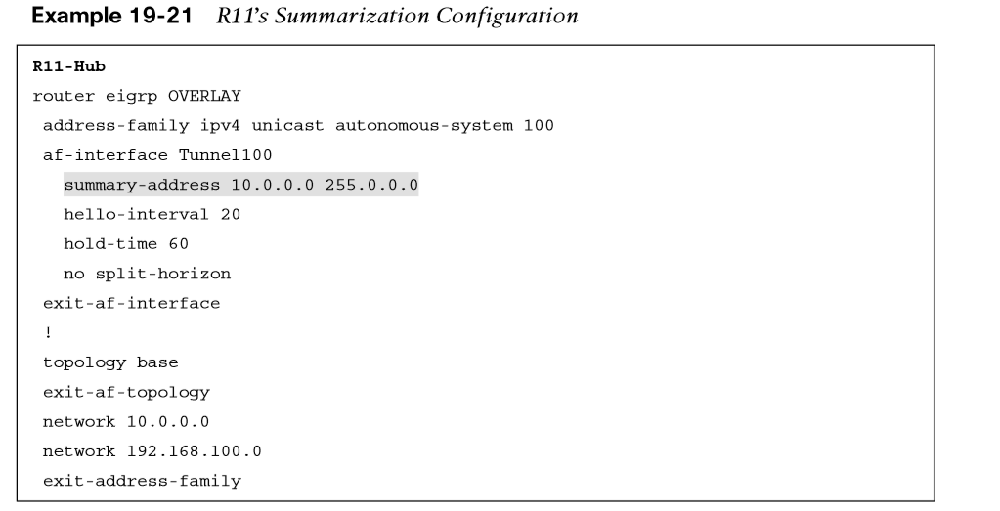 Example 19-21 R11's Summarization Configuration
R11-Hub
router eigrp OVERLAY
address-family ipv4 unicast autonomous-system 100
af-interface Tunnel100
summary-address 10.0.0.0 255.0.0.0
hello-interval 20
hold-time 60
no split-horizon
exit-af-interface
!
topology base
exit-af-topology
network 10.0.0.0
network 192.168.100.0
exit-address-family